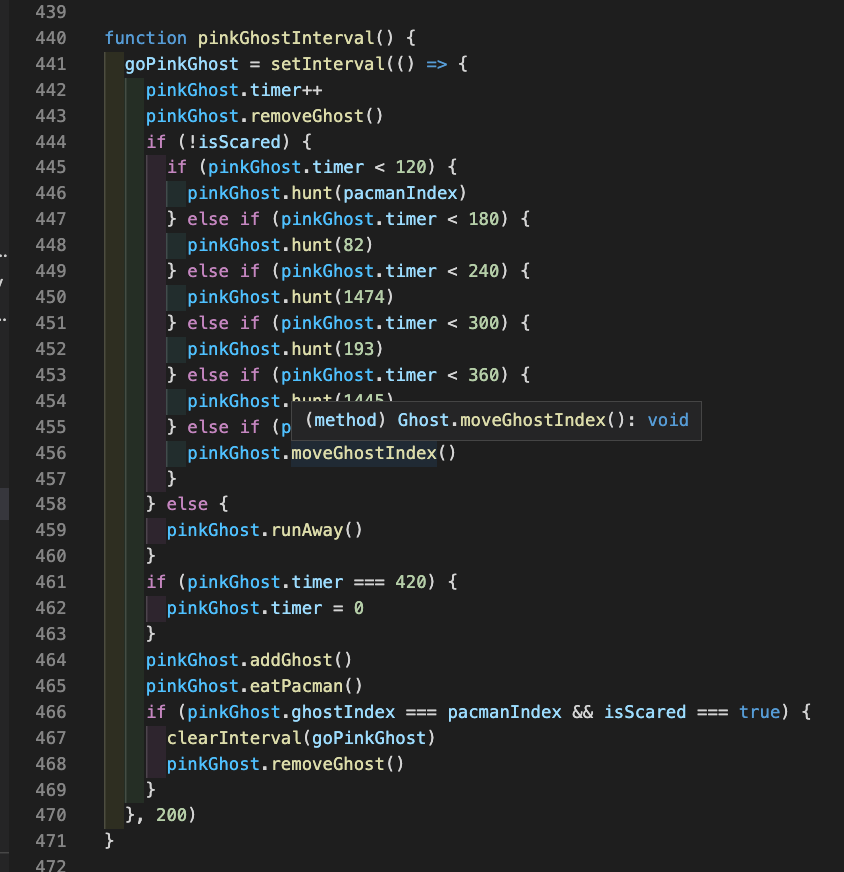 439
440 function pinkGhostInterval() {
441 goPinkGhost = setInterval(() => {
442 pinkGhost.timer++
443 pinkGhost.removeGhost()
444 if (!isScared) {
445 if (pinkGhost.timer < 120) {
446 pinkGhost.hunt(pacmanIndex)
447 } else if (pinkGhost.timer < 180) {
448 pinkGhost.hunt(82)
449 } else if (pinkGhost.timer < 240) {
450 pinkGhost.hunt(1474)
451 } else if (pinkGhost.timer < 300) {
452 pinkGhost.hunt(193)
453 } else if (pinkGhost.timer < 360) {
454 pinkGhost.hunt(1445)
(method) Ghost.moveGhostIndex(): void
455 } else if (p
456 pinkGhost.moveGhostIndex()
457 }
458 } else {
459 pinkGhost.runAway()
460 }
461 if (pinkGhost.timer === 420) {
462 pinkGhost.timer = 0
463 }
464 pinkGhost.addGhost()
465 pinkGhost.eatPacman()
466 if (pinkGhost.ghostIndex === pacmanIndex && isScared === true) {
467 clearInterval(goPinkGhost)
468 pinkGhost.removeGhost()
469 }
470 }, 200)
471 }
472